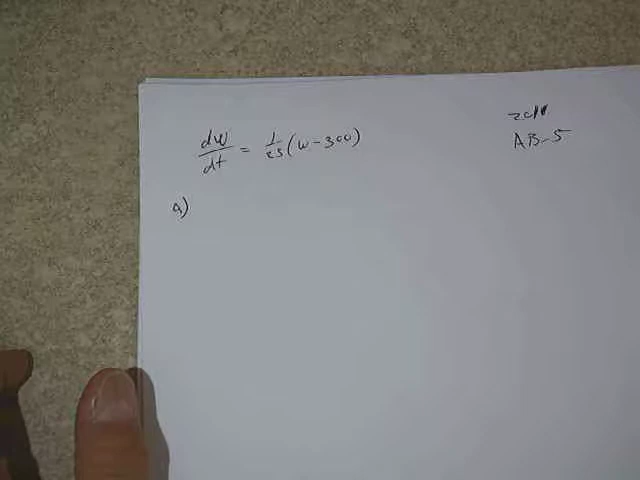 2011
AB-5
dW/dt = 1/25 (W - 300)
a)